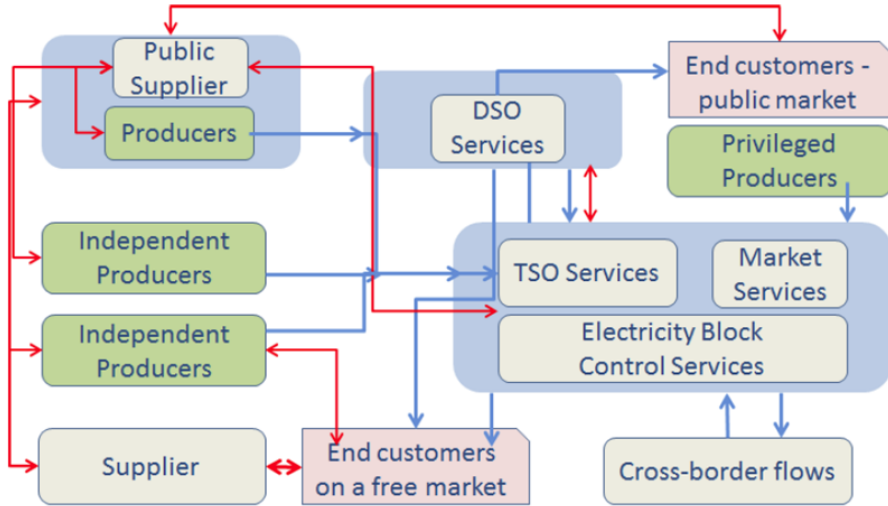 Public
Supplier
Producers
DSO
Services
End customers -
public market
Privileged
Producers
Independent
Producers
TSO Services
Market
Services
Independent
Producers
Electricity Block
Control Services
Supplier
End customers
on a free market
Cross-border flows